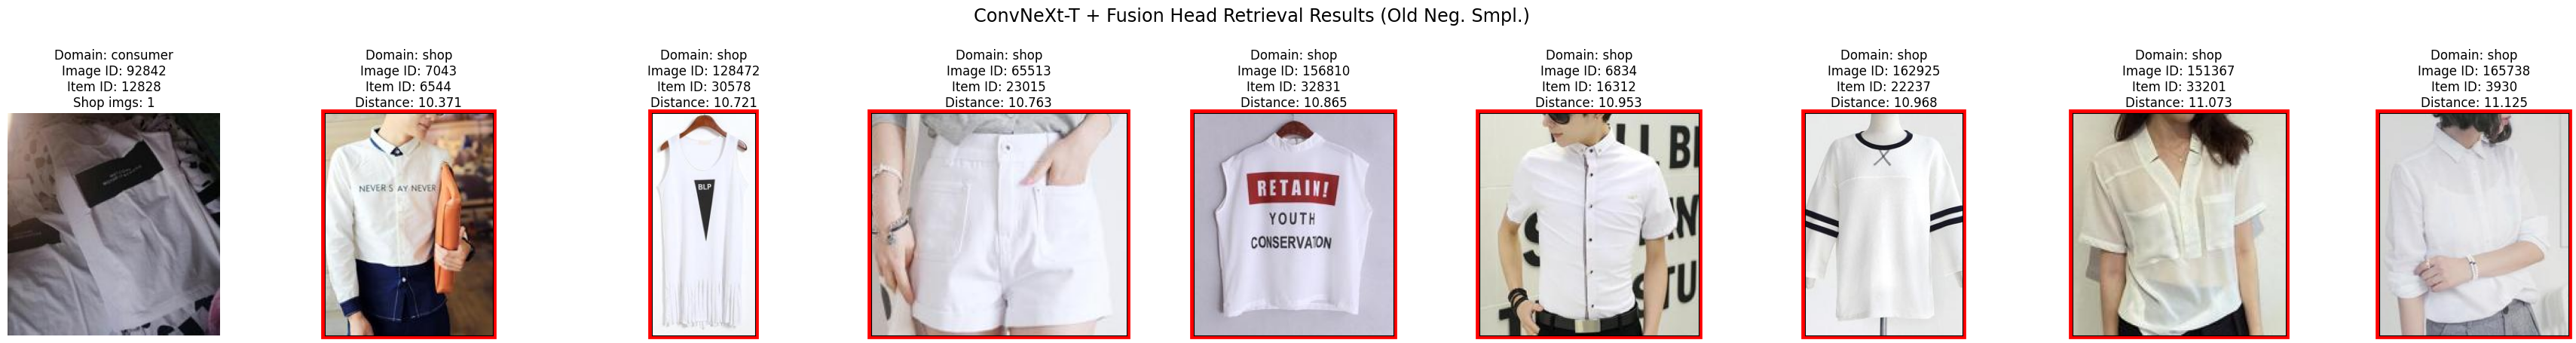 ConvNeXt-T + Fusion Head Retrieval Results (Old Neg. Smpl.)
Domain: consumer
Image ID: 92842
Item ID: 12828
Shop imgs: 1
Domain: shop
Image ID: 7043
Item ID: 6544
Distance: 10.371
Domain: shop
Image ID: 128472
Item ID: 30578
Distance: 10.721
Domain: shop
Image ID: 65513
Item ID: 23015
Distance: 10.763
Domain: shop
Image ID: 156810
Item ID: 32831
Distance: 10.865
Domain: shop
Image ID: 6834
Item ID: 16312
Distance: 10.953
Domain: shop
Image ID: 162925
Item ID: 22237
Distance: 10.968
Domain: shop
Image ID: 151367
Item ID: 33201
Distance: 11.073
Domain: shop
Image ID: 165738
Item ID: 3930
Distance: 11.125
NEVER S AY NEVER
BLP
RETAIN!
YOUTH
CONSERVATON